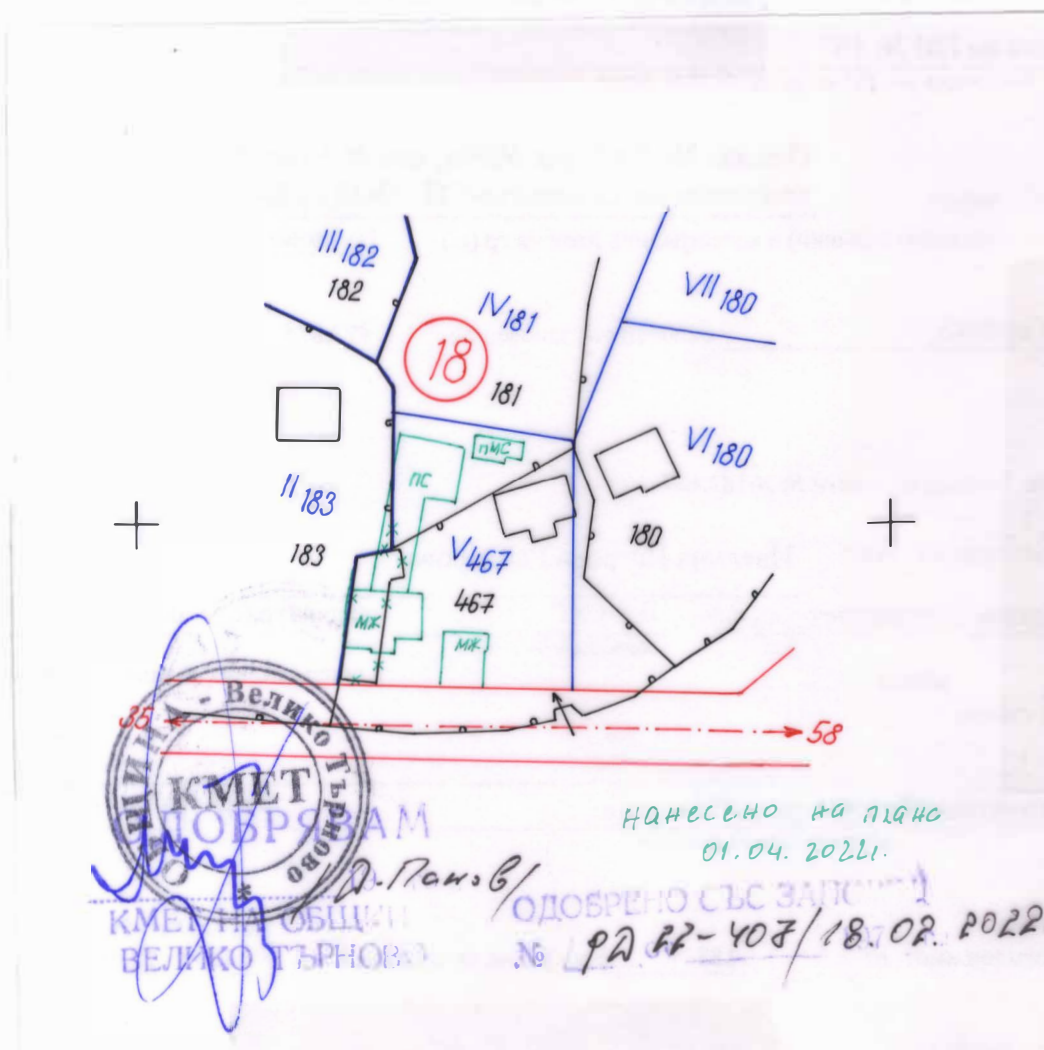 III 182
182
IV 181
VII 180
18
181
VI 180
ПМС
ПС
II 183
183
V 467
467
180
МЖ
МЖ
35
58
ОБЩИНА - Велико Търново *
КМЕТ
ОДОБРЯВАМ
нанесено на плана
01.04.2022г.
/Д. Панов/
КМЕТ НА ОБЩИНА
ВЕЛИКО ТЪРНОВО
ОДОБРЕНО СЪС ЗАПОВЕД
№ РД 22-407/18.02.2022